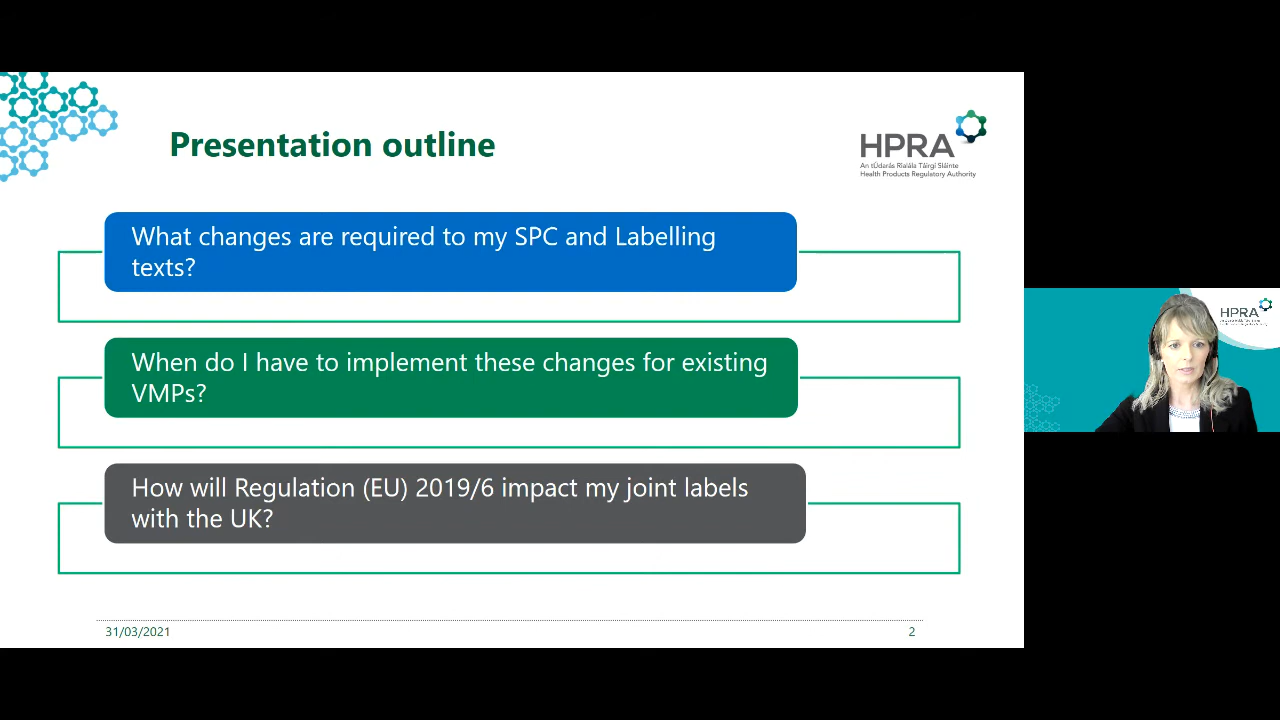 Presentation outline
HPRA
An tÚdarás Rialála Táirgí Sláinte
Health Products Regulatory Authority
What changes are required to my SPC and Labelling
texts?
When do I have to implement these changes for existing
VMPs?
How will Regulation (EU) 2019/6 impact my joint labels
with the UK?
31/03/2021
2
HPRA